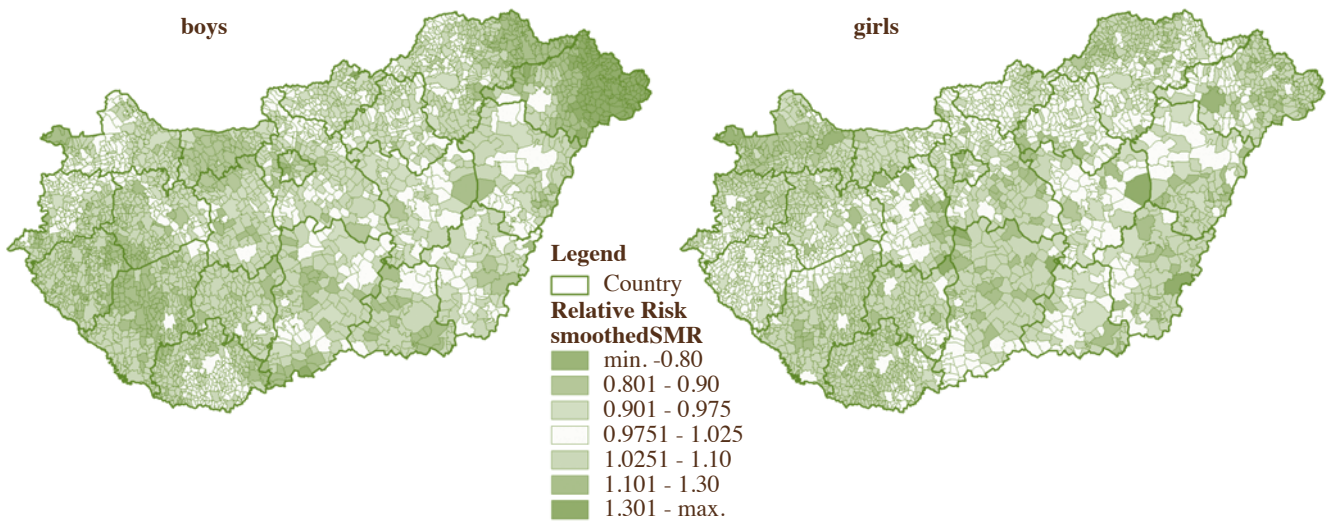 boys
girls
Legend
Country
Relative Risk
smoothedSMR
min. -0.80
0.801 - 0.90
0.901 - 0.975
0.9751 - 1.025
1.0251 - 1.10
1.101 - 1.30
1.301 - max.